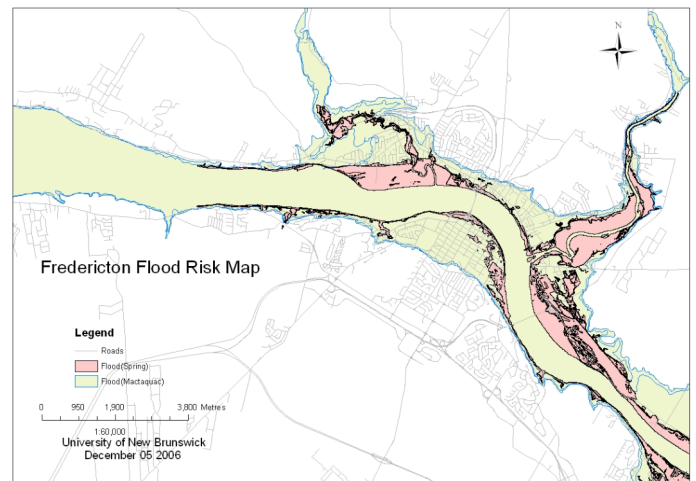 N
Fredericton Flood Risk Map
Legend
Roads
Flood(Spring)
Flood(Mactaquac)
0 950 1,900 3,800 Metres
1:60,000
University of New Brunswick
December 05 2006